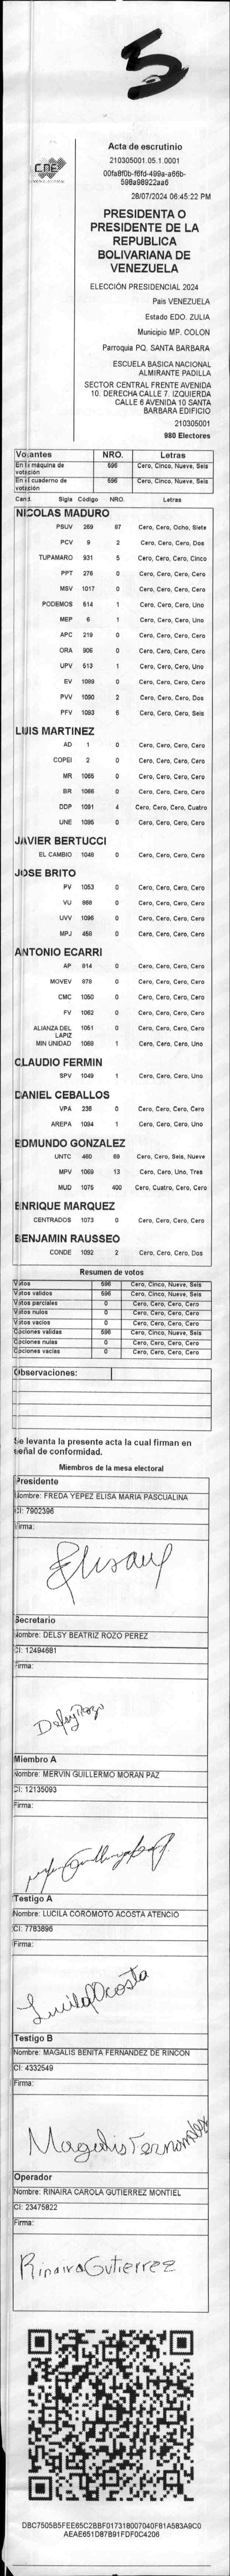 5
CNE
Acta de escrutinio
210305001.05.1.0001
00fa8f0b-f6fd-499a-a66b-
598a98922aa6
28/07/2024 06:45:22 PM
PRESIDENTA O
PRESIDENTE DE LA
REPUBLICA
BOLIVARIANA DE
VENEZUELA
ELECCIÓN PRESIDENCIAL 2024
Pais VENEZUELA
Estado EDO. ZULIA
Municipio MP. COLON
Parroquia PQ. SANTA BARBARA
ESCUELA BASICA NACIONAL
ALMIRANTE PADILLA
SECTOR CENTRAL FRENTE AVENIDA
10. DERECHA CALLE 7. IZQUIERDA
CALLE 6 AVENIDA 10 SANTA
BARBARA EDIFICIO
210305001
980 Electores
Votantes NRO. Letras
En la máquina de votación 596 Cero, Cinco, Nueve, Seis
En el cuaderno de votación 596 Cero, Cinco, Nueve, Seis
Cand. Sigla Código NRO. Letras
NICOLAS MADURO
PSUV 269 87 Cero, Cero, Ocho, Siete
PCV 9 2 Cero, Cero, Cero, Dos
TUPAMARO 931 5 Cero, Cero, Cero, Cinco
PPT 276 0 Cero, Cero, Cero, Cero
MSV 1017 0 Cero, Cero, Cero, Cero
PODEMOS 614 1 Cero, Cero, Cero, Uno
MEP 6 1 Cero, Cero, Cero, Uno
APC 219 0 Cero, Cero, Cero, Cero
ORA 906 0 Cero, Cero, Cero, Cero
UPV 513 1 Cero, Cero, Cero, Uno
EV 1089 0 Cero, Cero, Cero, Cero
PVV 1090 2 Cero, Cero, Cero, Dos
PFV 1093 6 Cero, Cero, Cero, Seis
LUIS MARTINEZ
AD 1 0 Cero, Cero, Cero, Cero
COPEI 2 0 Cero, Cero, Cero, Cero
MR 1065 0 Cero, Cero, Cero, Cero
BR 1086 0 Cero, Cero, Cero, Cero
DDP 1091 4 Cero, Cero, Cero, Cuatro
UNE 1095 0 Cero, Cero, Cero, Cero
JAVIER BERTUCCI
EL CAMBIO 1048 0 Cero, Cero, Cero, Cero
JOSE BRITO
PV 1053 0 Cero, Cero, Cero, Cero
VU 868 0 Cero, Cero, Cero, Cero
UVV 1096 0 Cero, Cero, Cero, Cero
MPJ 458 0 Cero, Cero, Cero, Cero
ANTONIO ECARRI
AP 814 0 Cero, Cero, Cero, Cero
MOVEV 878 0 Cero, Cero, Cero, Cero
CMC 1050 0 Cero, Cero, Cero, Cero
FV 1062 0 Cero, Cero, Cero, Cero
ALIANZA DEL LAPIZ 1051 0 Cero, Cero, Cero, Cero
MIN UNIDAD 1068 1 Cero, Cero, Cero, Uno
CLAUDIO FERMIN
SPV 1049 1 Cero, Cero, Cero, Uno
DANIEL CEBALLOS
VPA 236 0 Cero, Cero, Cero, Cero
AREPA 1094 1 Cero, Cero, Cero, Uno
EDMUNDO GONZALEZ
UNTC 460 69 Cero, Cero, Seis, Nueve
MPV 1069 13 Cero, Cero, Uno, Tres
MUD 1075 400 Cero, Cuatro, Cero, Cero
ENRIQUE MARQUEZ
CENTRADOS 1073 0 Cero, Cero, Cero, Cero
BENJAMIN RAUSSEO
CONDE 1092 2 Cero, Cero, Cero, Dos
Resumen de votos
Votos 596 Cero, Cinco, Nueve, Seis
Votos validos 596 Cero, Cinco, Nueve, Seis
Votos parciales 0 Cero, Cero, Cero, Cero
Votos nulos 0 Cero, Cero, Cero, Cero
Votos vacíos 0 Cero, Cero, Cero, Cero
Opciones validas 596 Cero, Cinco, Nueve, Seis
Opciones nulas 0 Cero, Cero, Cero, Cero
Opciones vacías 0 Cero, Cero, Cero, Cero
Observaciones:
Se levanta la presente acta la cual firman en
señal de conformidad.
Miembros de la mesa electoral
Presidente
Nombre: FREDA YEPEZ ELISA MARIA PASCUALINA
CI: 7902396
Firma:
Secretario
Nombre: DELSY BEATRIZ ROZO PEREZ
CI: 12494681
Firma:
Delsy Rozo
Miembro A
Nombre: MERVIN GUILLERMO MORAN PAZ
CI: 12135093
Firma:
Testigo A
Nombre: LUCILA COROMOTO ACOSTA ATENCIO
CI: 7783896
Firma:
Lucila Acosta
Testigo B
Nombre: MAGALIS BENITA FERNANDEZ DE RINCON
CI: 4332549
Firma:
Magalis Fernandez
Operador
Nombre: RINAIRA CAROLA GUTIERREZ MONTIEL
CI: 23475822
Firma:
Rinaira Gutierrez
DBC7505B5FEE65C2BBF017318007040F81A583A9C0
AEAE651D87B91FDF0C4206